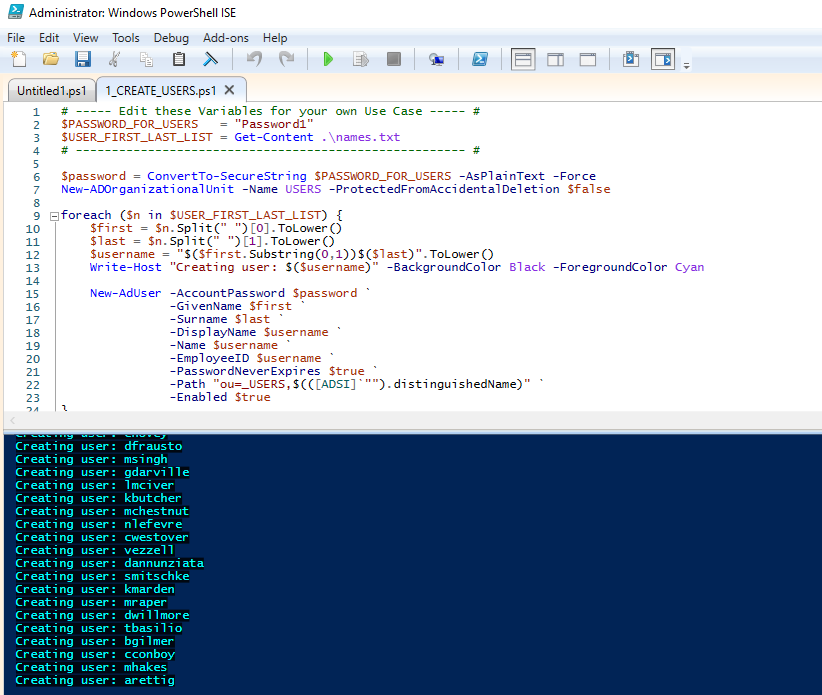 Administrator: Windows PowerShell ISE
File Edit View Tools Debug Add-ons Help
Untitled1.ps1 1_CREATE_USERS.ps1 X
1 # ----- Edit these Variables for your own Use Case ----- #
2 $PASSWORD_FOR_USERS   = "Password1"
3 $USER_FIRST_LAST_LIST = Get-Content .\names.txt
4 # ------------------------------------------------------ #
5
6 $password = ConvertTo-SecureString $PASSWORD_FOR_USERS -AsPlainText -Force
7 New-ADOrganizationalUnit -Name USERS -ProtectedFromAccidentalDeletion $false
8
9 foreach ($n in $USER_FIRST_LAST_LIST) {
10     $first = $n.Split(" ")[0].ToLower()
11     $last = $n.Split(" ")[1].ToLower()
12     $username = "$($first.Substring(0,1))$($last)".ToLower()
13     Write-Host "Creating user: $($username)" -BackgroundColor Black -ForegroundColor Cyan
14
15     New-AdUser -AccountPassword $password `
16                -GivenName $first `
17                -Surname $last `
18                -DisplayName $username `
19                -Name $username `
20                -EmployeeID $username `
21                -PasswordNeverExpires $true `
22                -Path "ou=_USERS,$(([ADSI]`"").distinguishedName)" `
23                -Enabled $true
24 }
Creating user:
Creating user: dfrausto
Creating user: msingh
Creating user: gdarville
Creating user: lmciver
Creating user: kbutcher
Creating user: mchestnut
Creating user: nlefevre
Creating user: cwestover
Creating user: vezzell
Creating user: dannunziata
Creating user: smitschke
Creating user: kmarden
Creating user: mraper
Creating user: dwillmore
Creating user: tbasilio
Creating user: bgilmer
Creating user: cconboy
Creating user: mhakes
Creating user: arettig